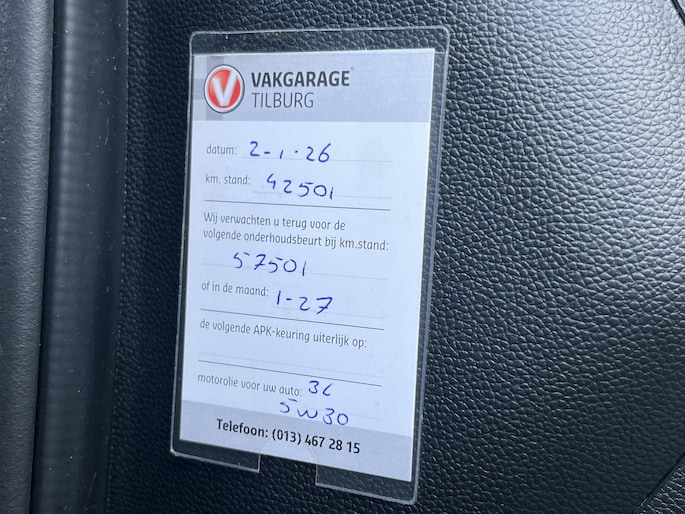 VAKGARAGE
TILBURG
datum: 2-1-26
km. stand: 42501
Wij verwachten u terug voor de
volgende onderhoudsbeurt bij km.stand:
57501
of in de maand: 1-27
de volgende APK-keuring uiterlijk op:
motorolie voor uw auto: 3L
5W30
Telefoon: (013) 467 28 15